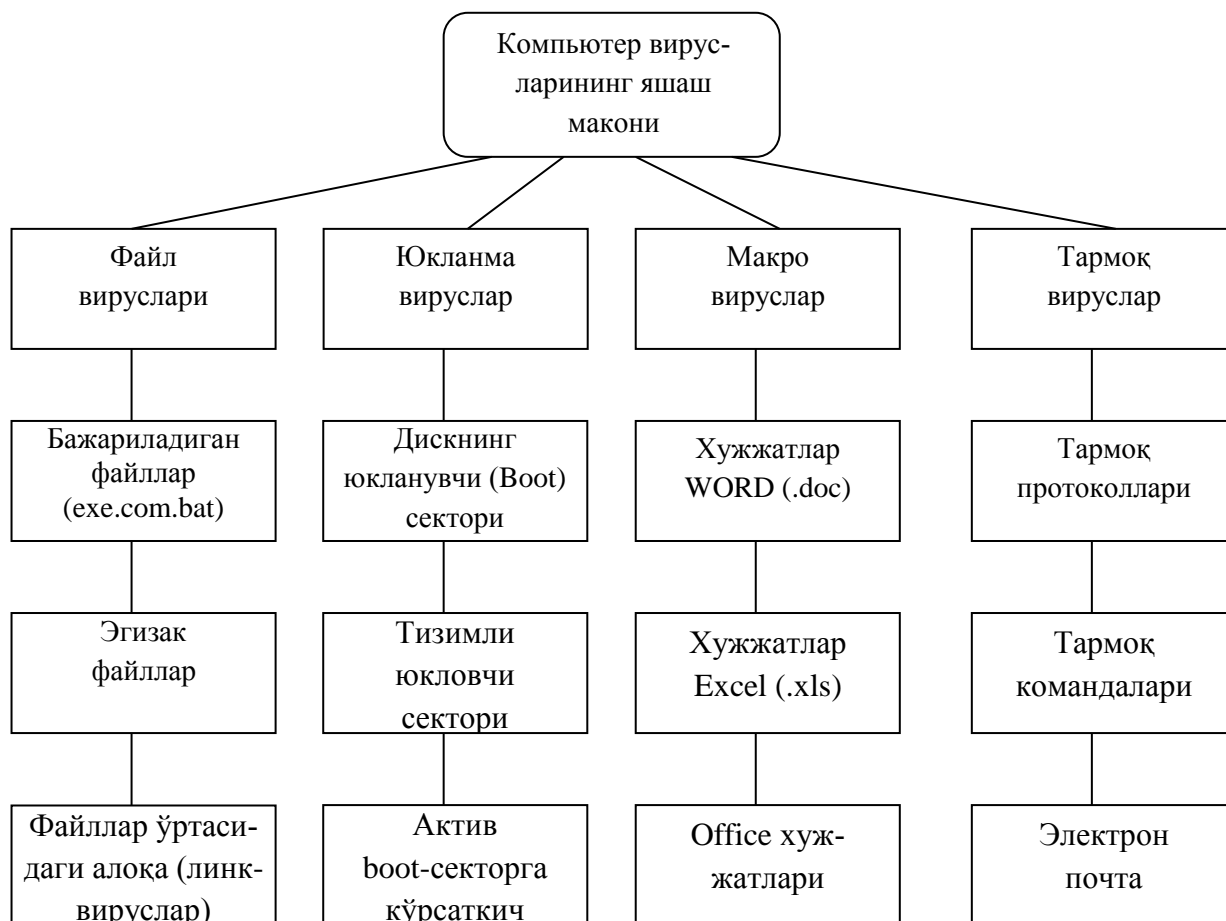 Компьютер вирус-
ларининг яшаш
макони
Файл
вируслари
Юкланма
вируслар
Макро
вируслар
Тармоқ
вируслар
Бажариладиган
файллар
(exe.com.bat)
Дискнинг
юкланувчи (Boot)
сектори
Хужжатлар
WORD (.doc)
Тармоқ
протоколлари
Эгизак
файллар
Тизимли
юкловчи
сектори
Хужжатлар
Excel (.xls)
Тармоқ
командалари
Файллар ўртаси-
даги алоқа (линк-
вируслар)
Актив
boot-секторга
кўрсаткич
Office хуж-
жатлари
Электрон
почта